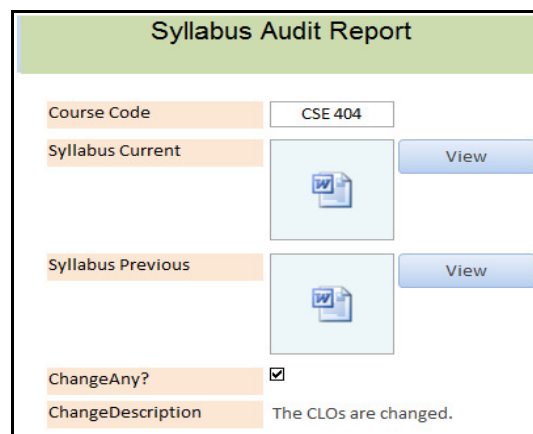 Syllabus Audit Report
Course Code CSE 404
Syllabus Current View
Syllabus Previous View
ChangeAny?
ChangeDescription The CLOs are changed.